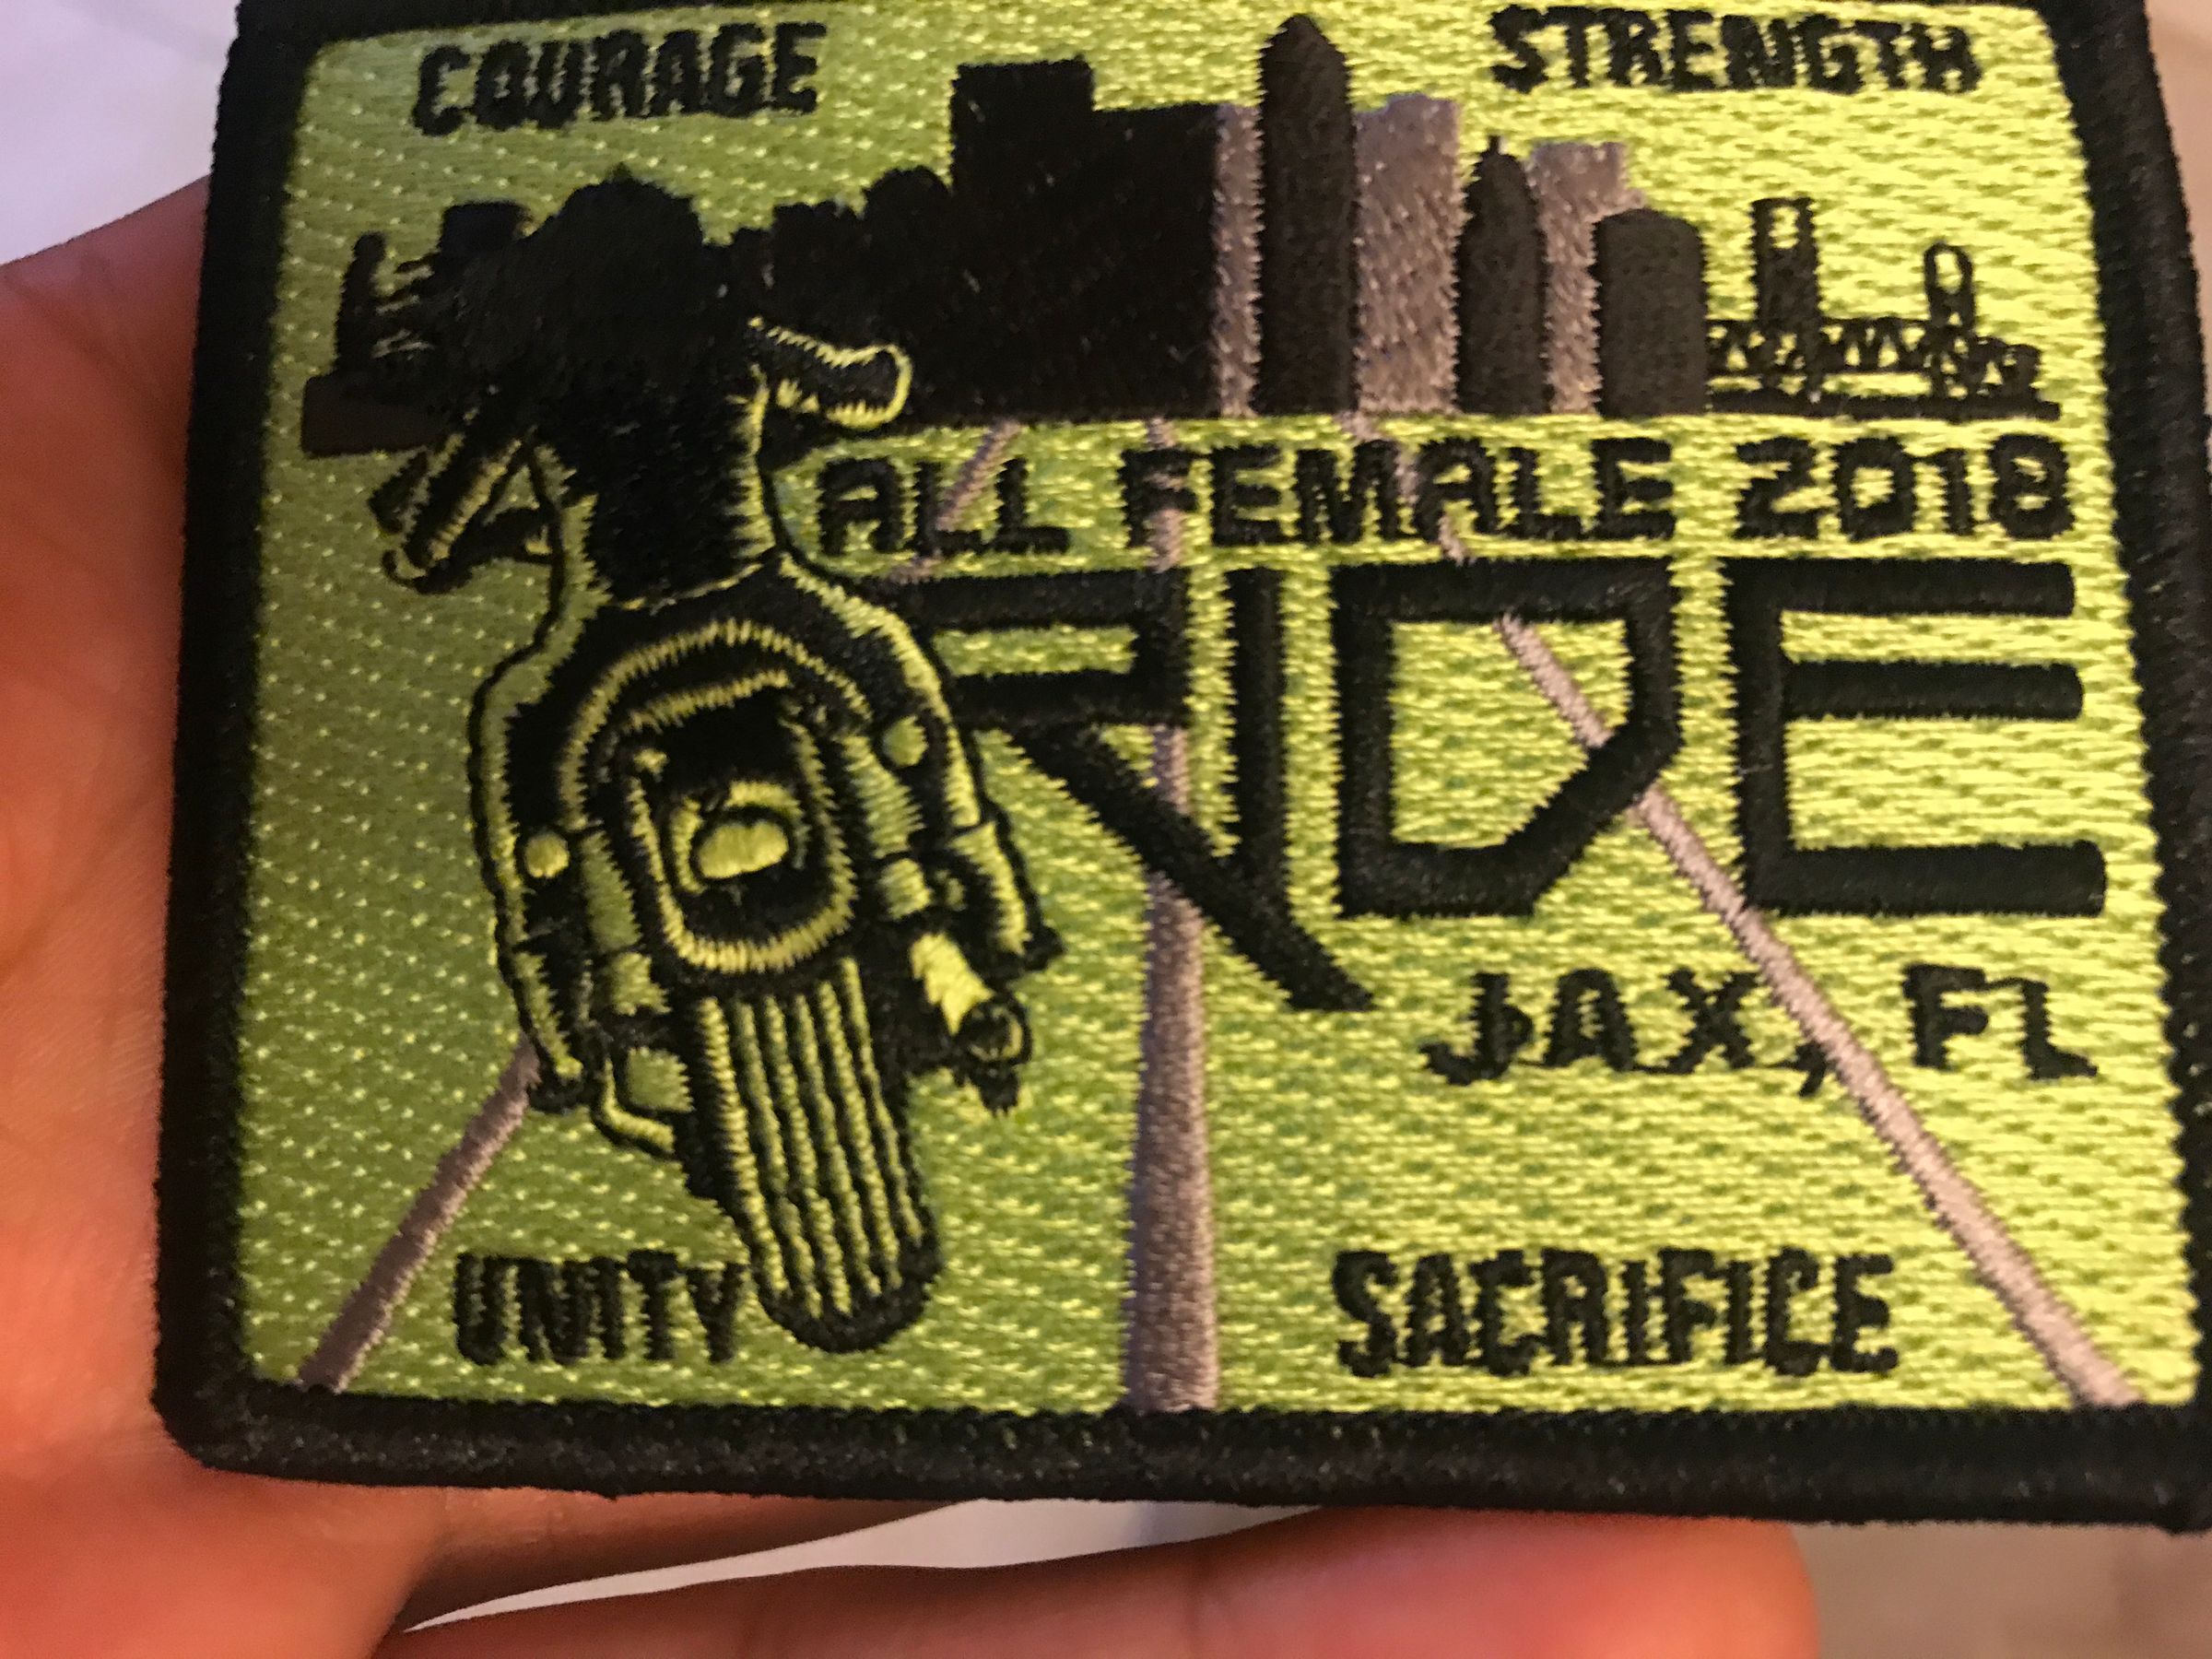 COURAGE STRENGTH
ALL FEMALE 2018
RIDE
JAX, FL
UNITY SACRIFICE